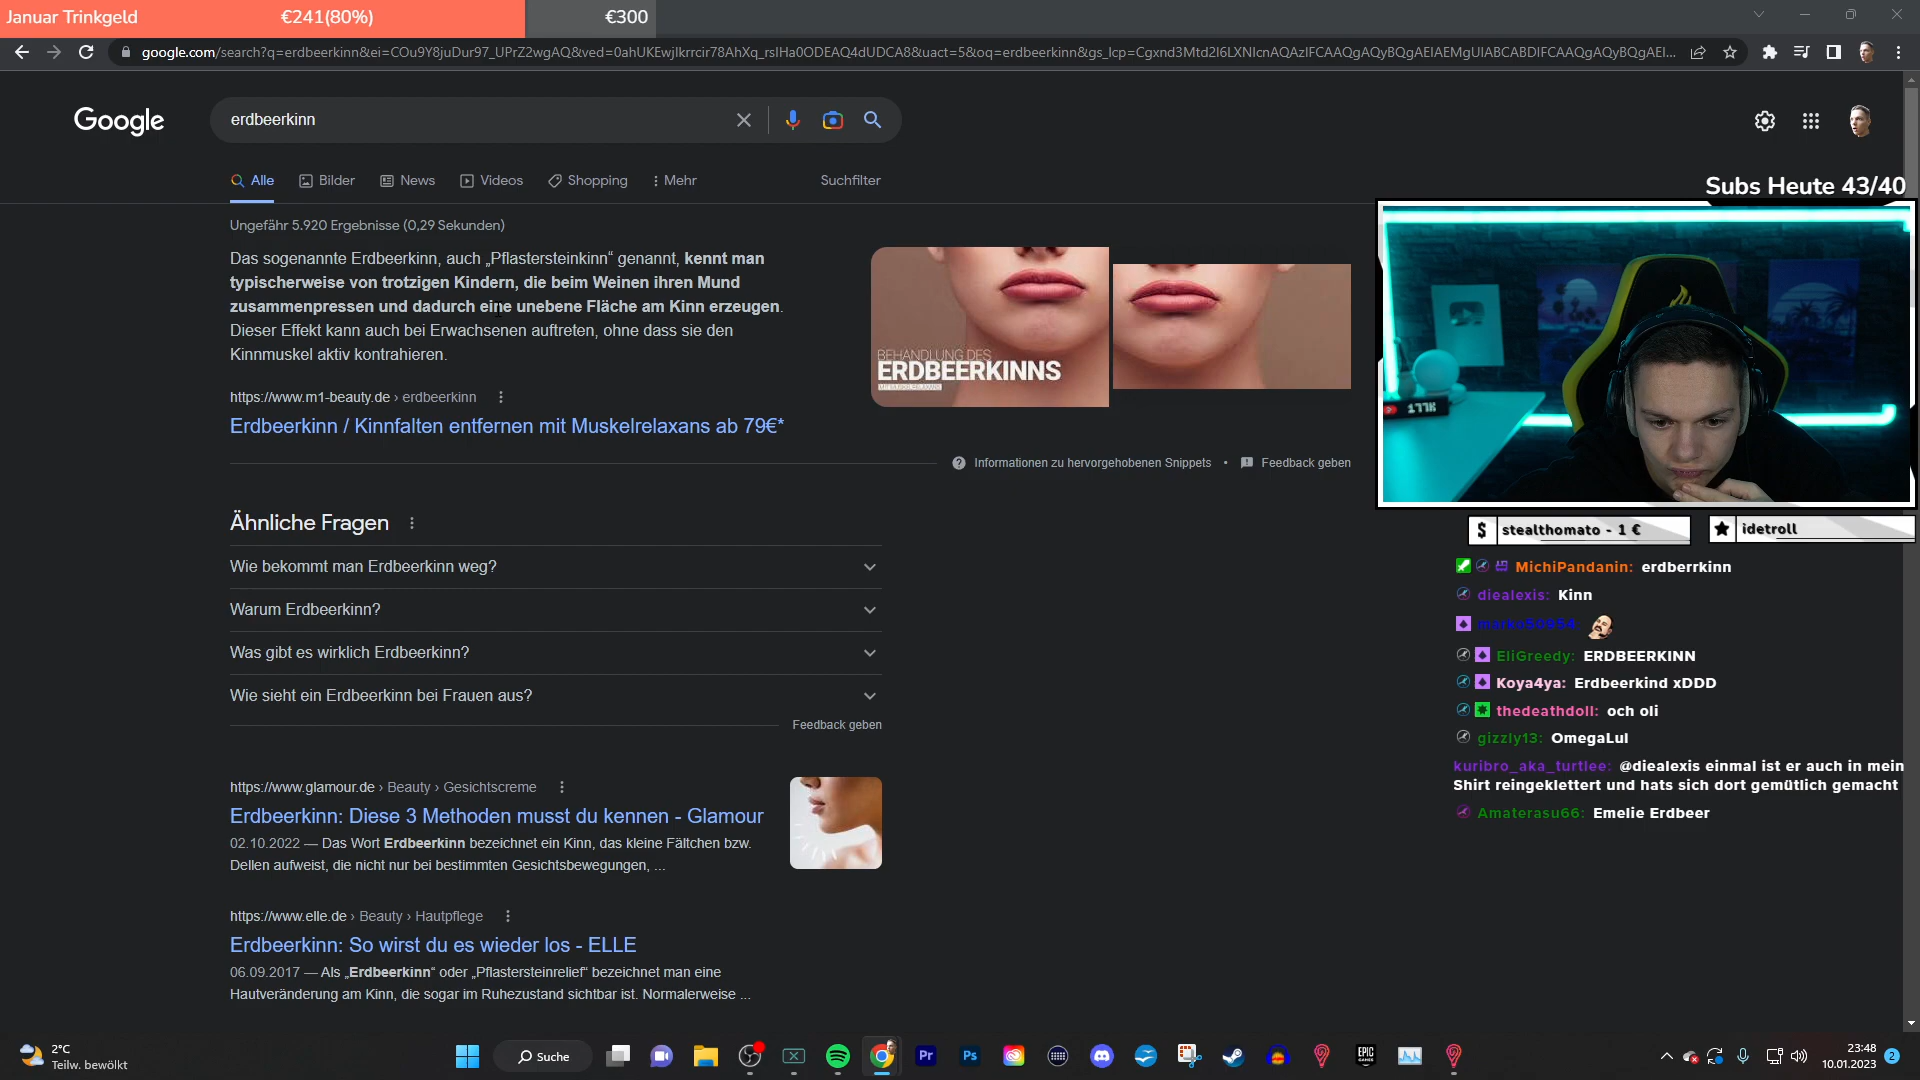 Januar Trinkgeld €241(80%) €300
google.com/search?q=erdbeerkinn&ei=COu9Y8juDur97_UPrZ2wgAQ&ved=0ahUKEwjlkrrcir78AhXq_rsIHa0ODEAQ4dUDCA8&uact=5&oq=erdbeerkinn&gs_lcp=Cgxnd3Mtd2l6LXNlcnAQAzIFCAAQgAQyBQgAEIAEMgUIABCABDIFCAAQgAQyBQgAEI...
Google
erdbeerkinn
Alle Bilder News Videos Shopping Mehr Suchfilter
Subs Heute 43/40
Ungefähr 5.920 Ergebnisse (0,29 Sekunden)
Das sogenannte Erdbeerkinn, auch „Pflastersteinkinn“ genannt, kennt man
typischerweise von trotzigen Kindern, die beim Weinen ihren Mund
zusammenpressen und dadurch eine unebene Fläche am Kinn erzeugen.
Dieser Effekt kann auch bei Erwachsenen auftreten, ohne dass sie den
Kinnmuskel aktiv kontrahieren.
BEHANDLUNG DES
ERDBEERKINNS
https://www.m1-beauty.de › erdbeerkinn
Erdbeerkinn / Kinnfalten entfernen mit Muskelrelaxans ab 79€*
Informationen zu hervorgehobenen Snippets • Feedback geben
177K
Ähnliche Fragen
Wie bekommt man Erdbeerkinn weg?
Warum Erdbeerkinn?
Was gibt es wirklich Erdbeerkinn?
Wie sieht ein Erdbeerkinn bei Frauen aus?
Feedback geben
https://www.glamour.de › Beauty › Gesichtscreme
Erdbeerkinn: Diese 3 Methoden musst du kennen - Glamour
02.10.2022 — Das Wort Erdbeerkinn bezeichnet ein Kinn, das kleine Fältchen bzw.
Dellen aufweist, die nicht nur bei bestimmten Gesichtsbewegungen, ...
https://www.elle.de › Beauty › Hautpflege
Erdbeerkinn: So wirst du es wieder los - ELLE
06.09.2017 — Als „Erdbeerkinn“ oder „Pflastersteinrelief“ bezeichnet man eine
Hautveränderung am Kinn, die sogar im Ruhezustand sichtbar ist. Normalerweise ...
$ stealthomato - 1 €
idetroll
MichiPandanin: erdberrkinn
diealexis: Kinn
marko50954:
EliGreedy: ERDBEERKINN
Koya4ya: Erdbeerkind xDDD
thedeathdoll: och oli
gizzly13: OmegaLul
kuribro_aka_turtlee: @diealexis einmal ist er auch in mein
Shirt reingeklettert und hats sich dort gemütlich gemacht
Amaterasu66: Emelie Erdbeer
2°C
Teilw. bewölkt
Suche
Pr
Ps
EPIC
GAMES
23:48
10.01.2023
2